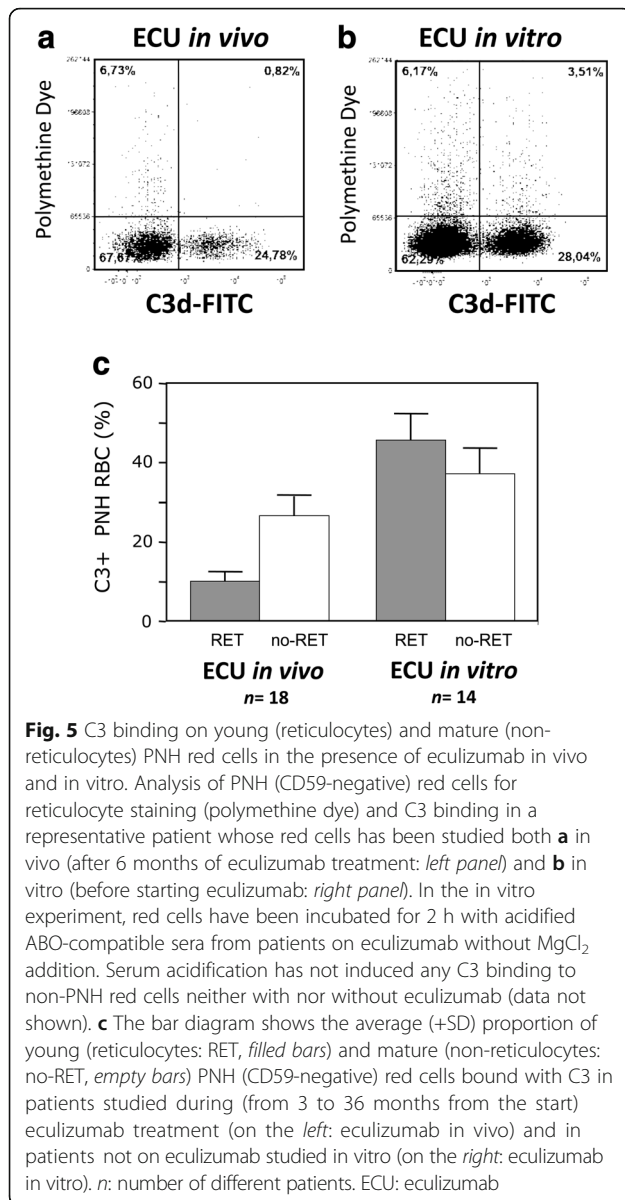 a ECU in vivo
b ECU in vitro
6,73% 0,82%
67,67% 24,78%
65536
0
Polymethine Dye
C3d-FITC
6,17% 3,51%
62,29% 28,04%
65536
0
Polymethine Dye
C3d-FITC
c
C3+ PNH RBC (%)
60
40
20
0
RET no-RET RET no-RET
ECU in vivo ECU in vitro
n= 18 n= 14
Fig. 5 C3 binding on young (reticulocytes) and mature (non-
reticulocytes) PNH red cells in the presence of eculizumab in vivo
and in vitro. Analysis of PNH (CD59-negative) red cells for
reticulocyte staining (polymethine dye) and C3 binding in a
representative patient whose red cells has been studied both a in
vivo (after 6 months of eculizumab treatment: left panel) and b in
vitro (before starting eculizumab: right panel). In the in vitro
experiment, red cells have been incubated for 2 h with acidified
ABO-compatible sera from patients on eculizumab without MgCl₂
addition. Serum acidification has not induced any C3 binding to
non-PNH red cells neither with nor without eculizumab (data not
shown). c The bar diagram shows the average (+SD) proportion of
young (reticulocytes: RET, filled bars) and mature (non-reticulocytes:
no-RET, empty bars) PNH (CD59-negative) red cells bound with C3 in
patients studied during (from 3 to 36 months from the start)
eculizumab treatment (on the left: eculizumab in vivo) and in
patients not on eculizumab studied in vitro (on the right: eculizumab
in vitro). n: number of different patients. ECU: eculizumab